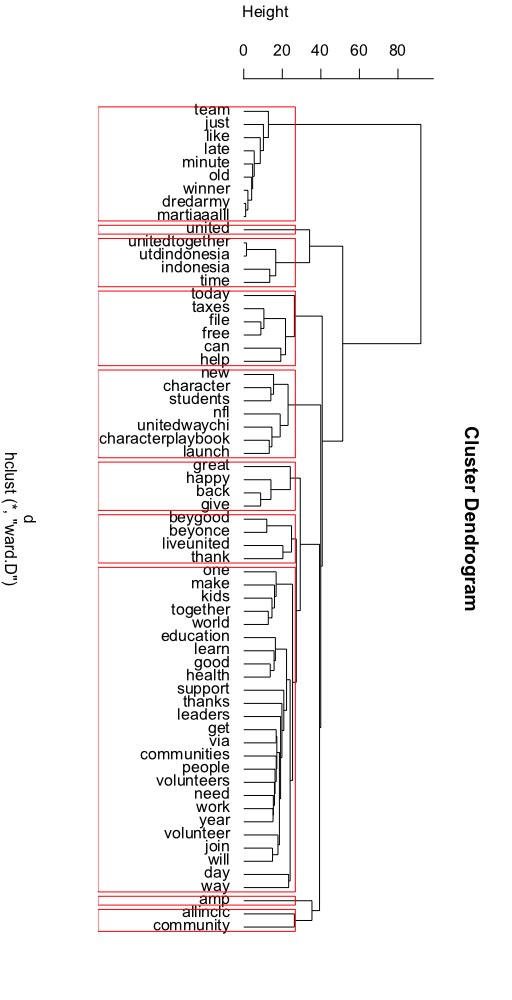 Height
0 20 40 60 80
team
just
like
late
minute
old
winner
dredarmy
martiaaalll
united
unitedtogether
utdindonesia
indonesia
time
today
taxes
file
free
can
help
new
character
students
nfl
unitedwaychi
characterplaybook
launch
great
happy
back
give
beygood
beyonce
liveunited
thank
one
make
kids
together
world
education
learn
good
health
support
thanks
leaders
get
via
communities
people
volunteers
need
work
year
volunteer
join
will
day
way
amp
allincfc
community
Cluster Dendrogram
d
hclust (*, "ward.D")